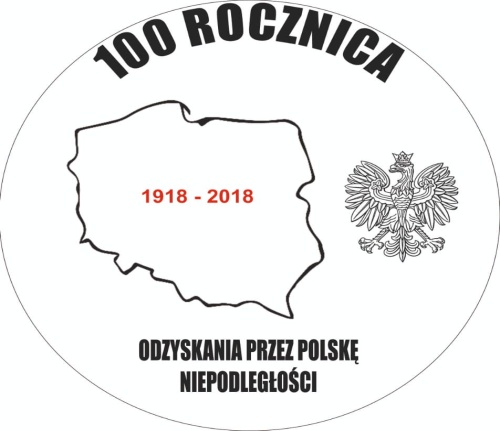 100 ROCZNICA
1918 - 2018
ODZYSKANIA PRZEZ POLSKĘ
NIEPODLEGŁOŚCI